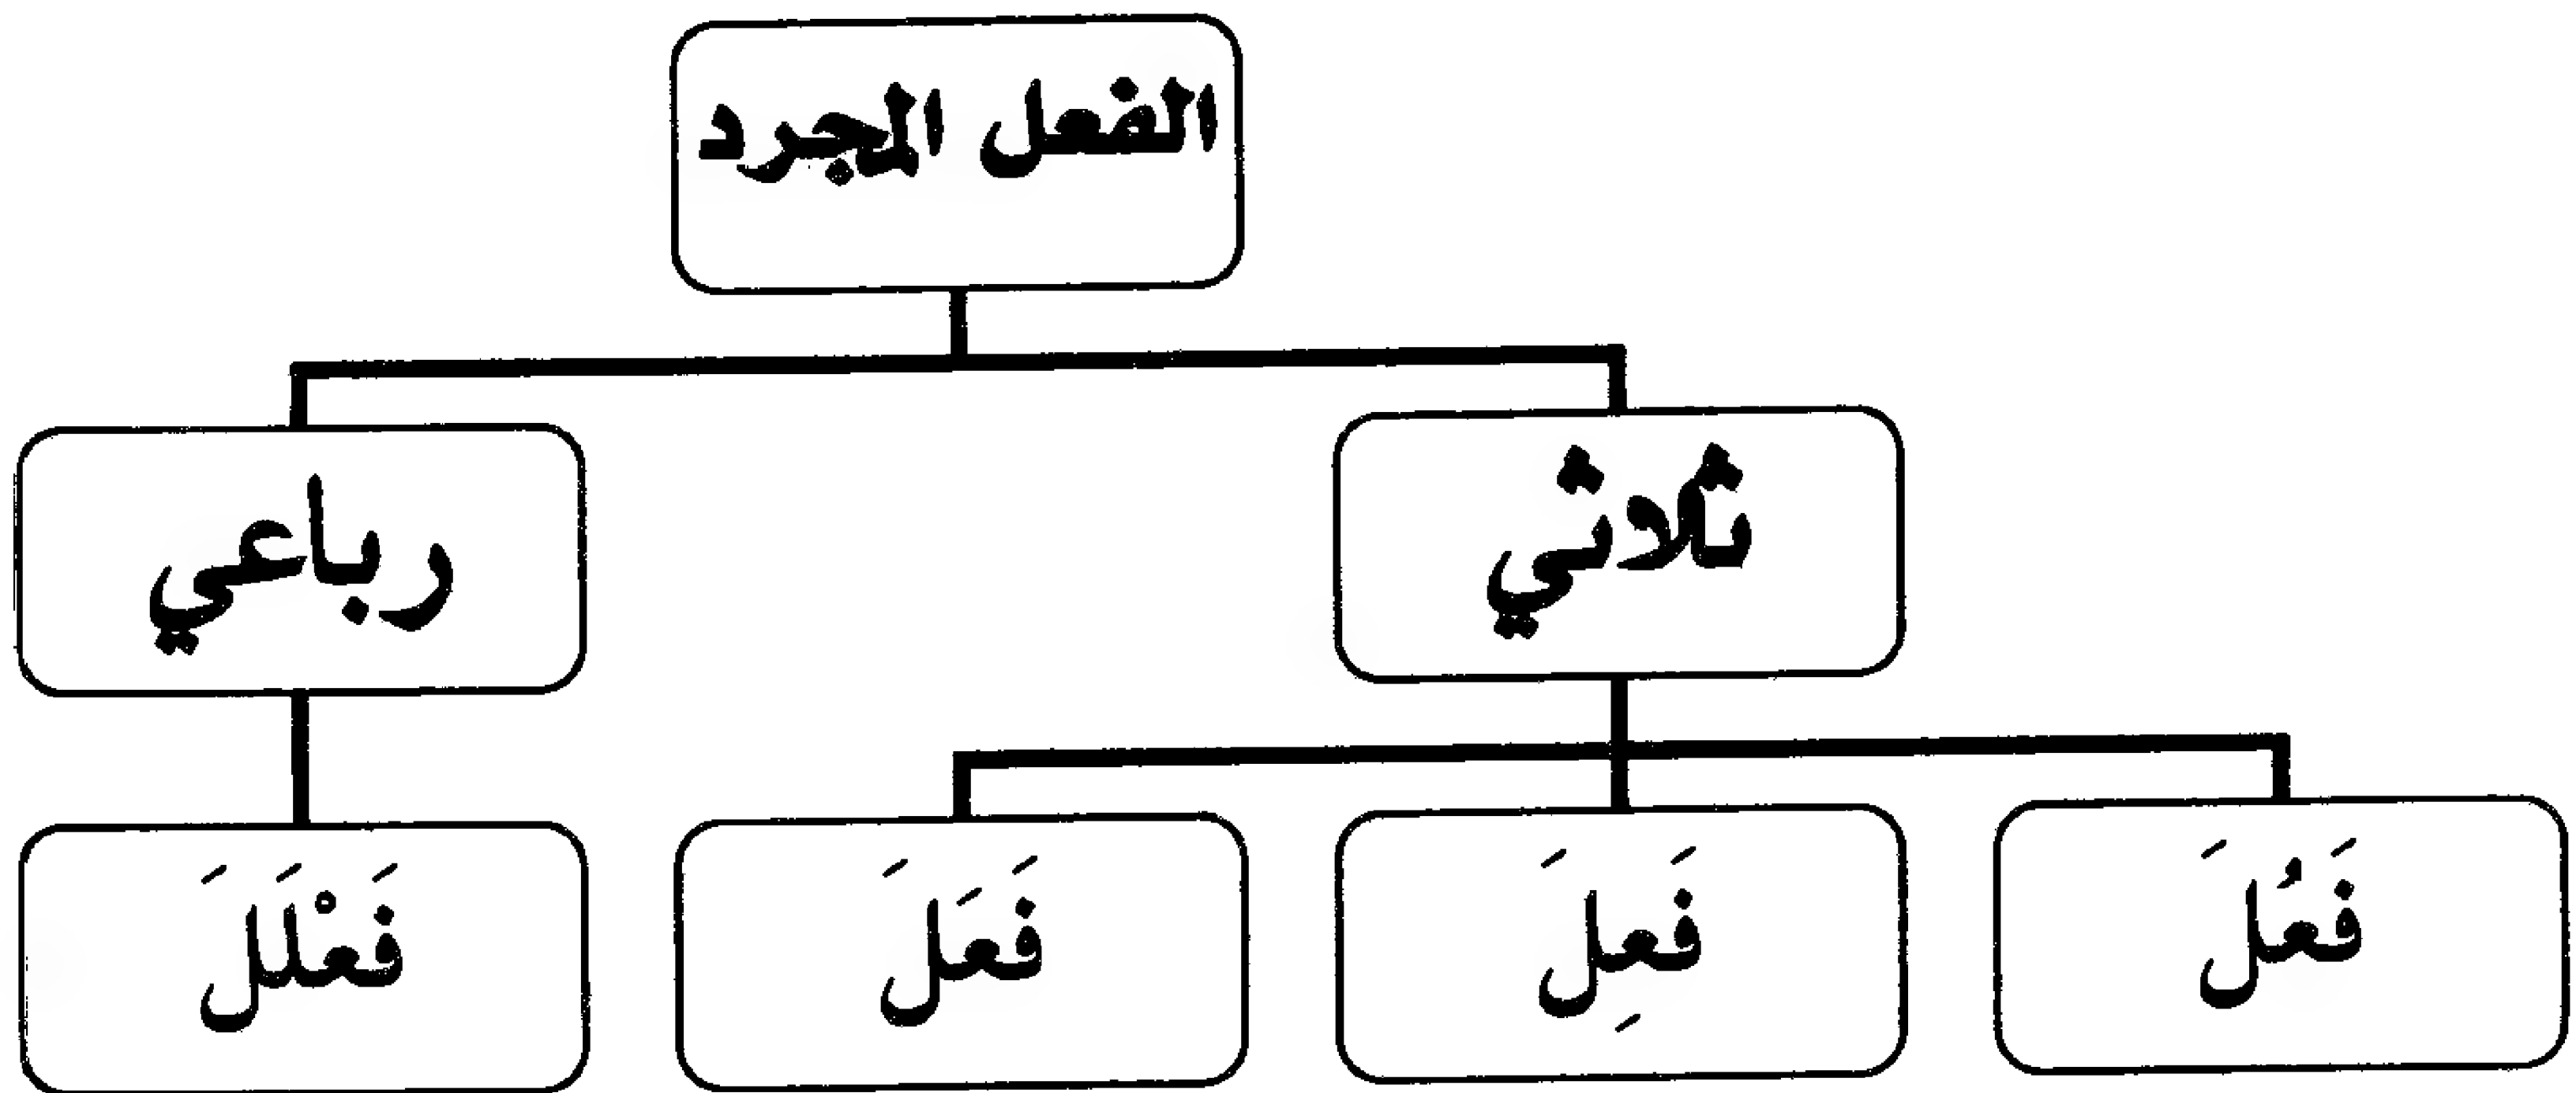 الفعل المجرد
ثلاثي
رباعي
فَعُلَ
فَعِلَ
فَعَلَ
فَعْلَلَ